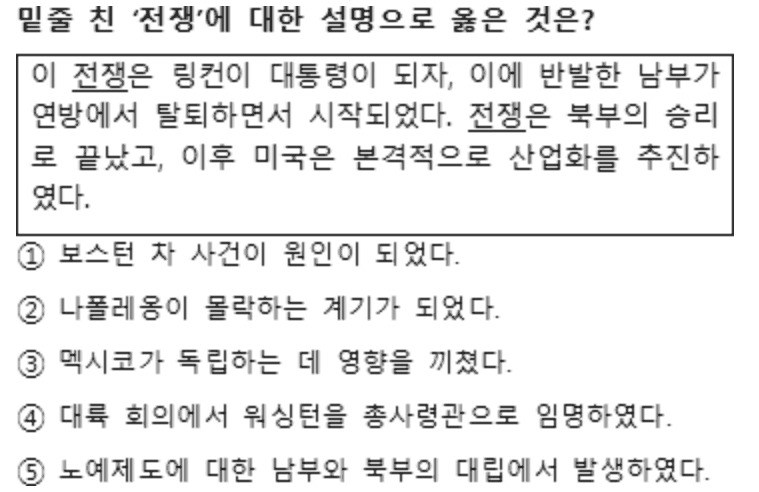 밑줄 친 ‘전쟁’에 대한 설명으로 옳은 것은?
이 전쟁은 링컨이 대통령이 되자, 이에 반발한 남부가
연방에서 탈퇴하면서 시작되었다. 전쟁은 북부의 승리
로 끝났고, 이후 미국은 본격적으로 산업화를 추진하
였다.
① 보스턴 차 사건이 원인이 되었다.
② 나폴레옹이 몰락하는 계기가 되었다.
③ 멕시코가 독립하는 데 영향을 끼쳤다.
④ 대륙 회의에서 워싱턴을 총사령관으로 임명하였다.
⑤ 노예제도에 대한 남부와 북부의 대립에서 발생하였다.